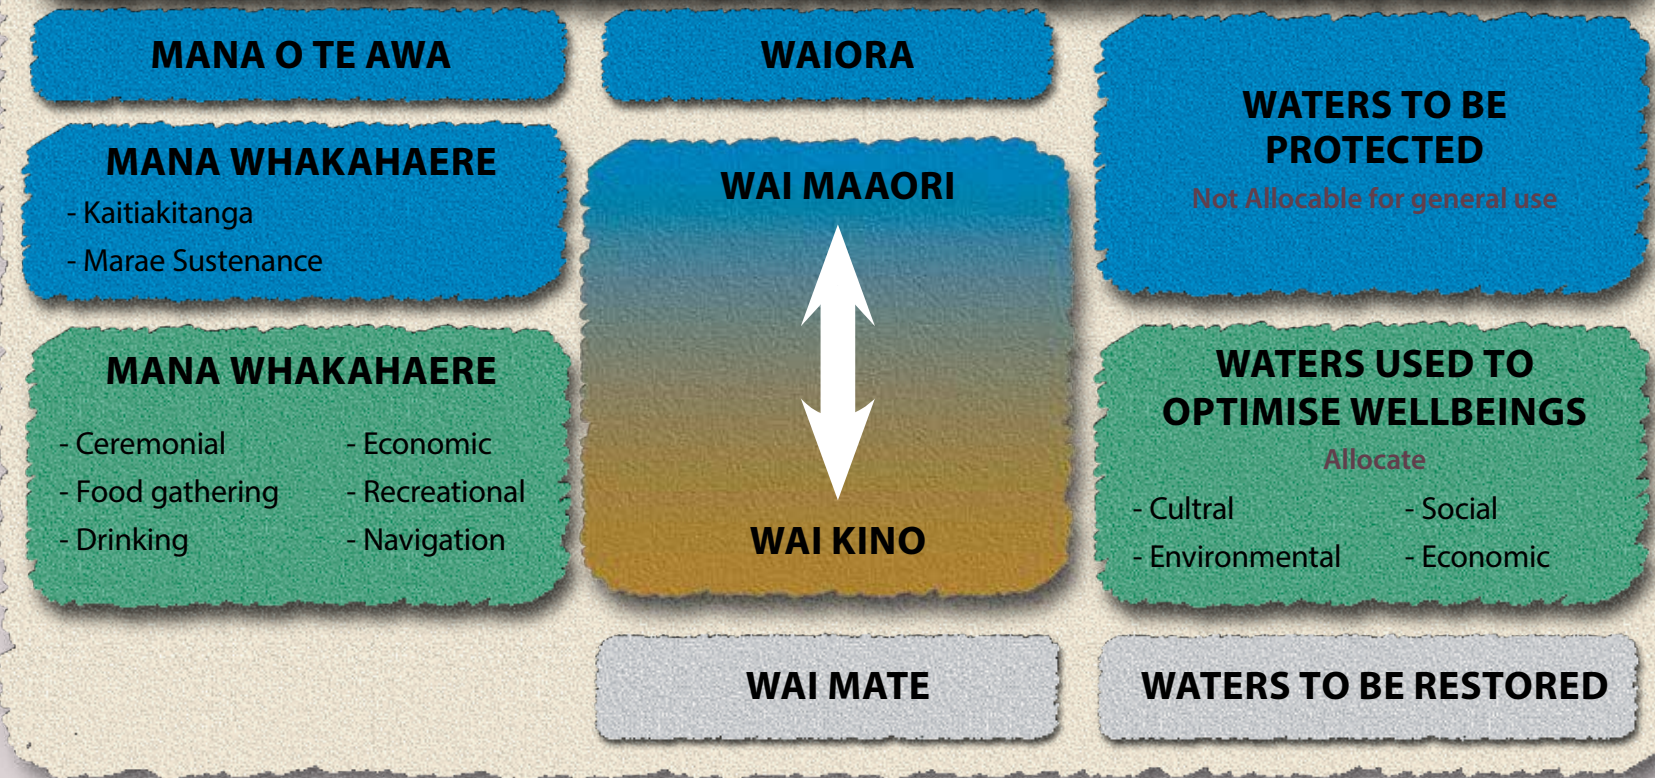 MANA O TE AWA
MANA WHAKAHAERE
- Kaitiakitanga
- Marae Sustenance
MANA WHAKAHAERE
- Ceremonial
- Food gathering
- Drinking
- Economic
- Recreational
- Navigation
WAIORA
WAI MAAORI
WAI KINO
WAI MATE
WATERS TO BE
PROTECTED
Not Allocable for general use
WATERS USED TO
OPTIMISE WELLBEINGS
Allocate
- Cultral
- Environmental
- Social
- Economic
WATERS TO BE RESTORED